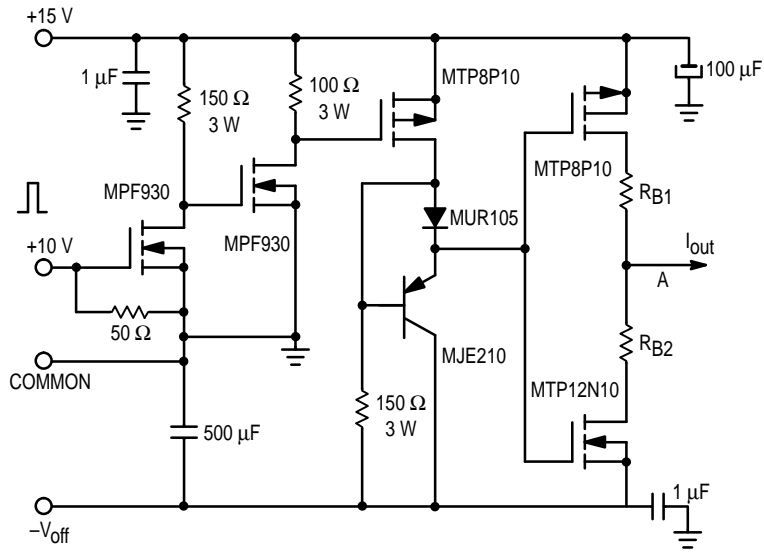 +15 V
1 μF
150 Ω
3 W
100 Ω
3 W
MTP8P10
100 μF
MPF930
MPF930
MTP8P10
RB1
MUR105
+10 V
Iout
A
50 Ω
COMMON
MJE210
RB2
MTP12N10
500 μF
150 Ω
3 W
1 μF
–Voff